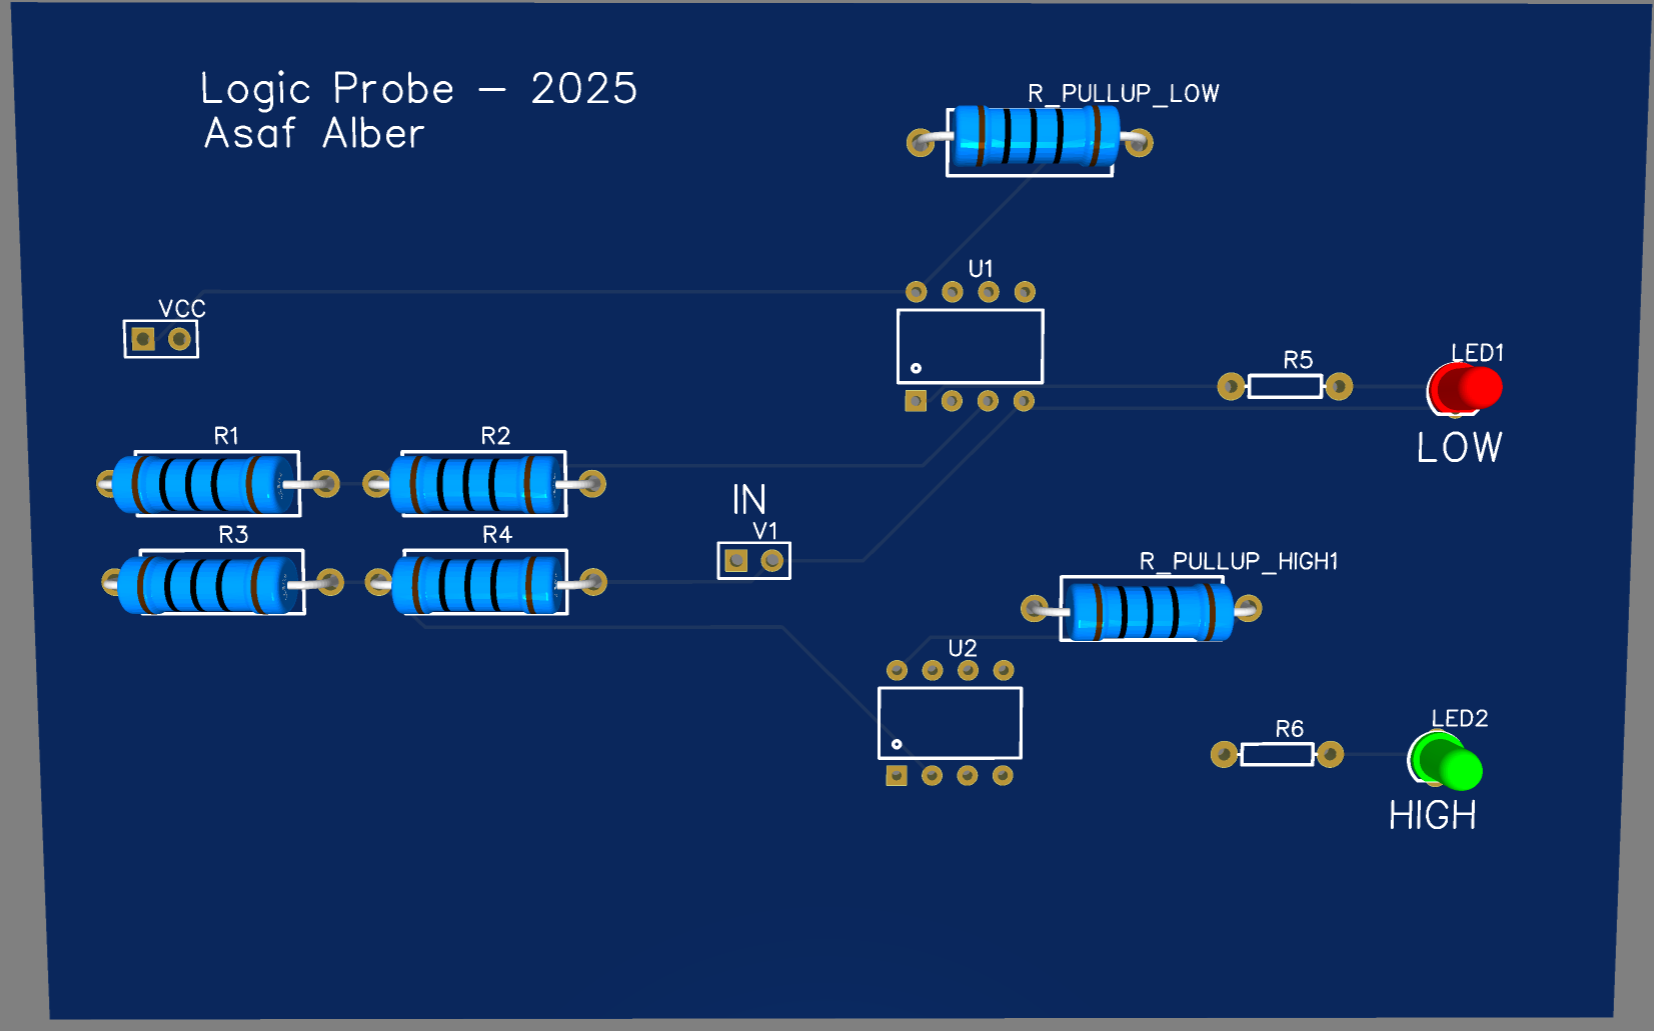 Logic Probe - 2025
Asaf Alber
R_PULLUP_LOW
U1
VCC
R5
LED1
LOW
R1
R2
IN
V1
R3
R4
R_PULLUP_HIGH1
U2
R6
LED2
HIGH